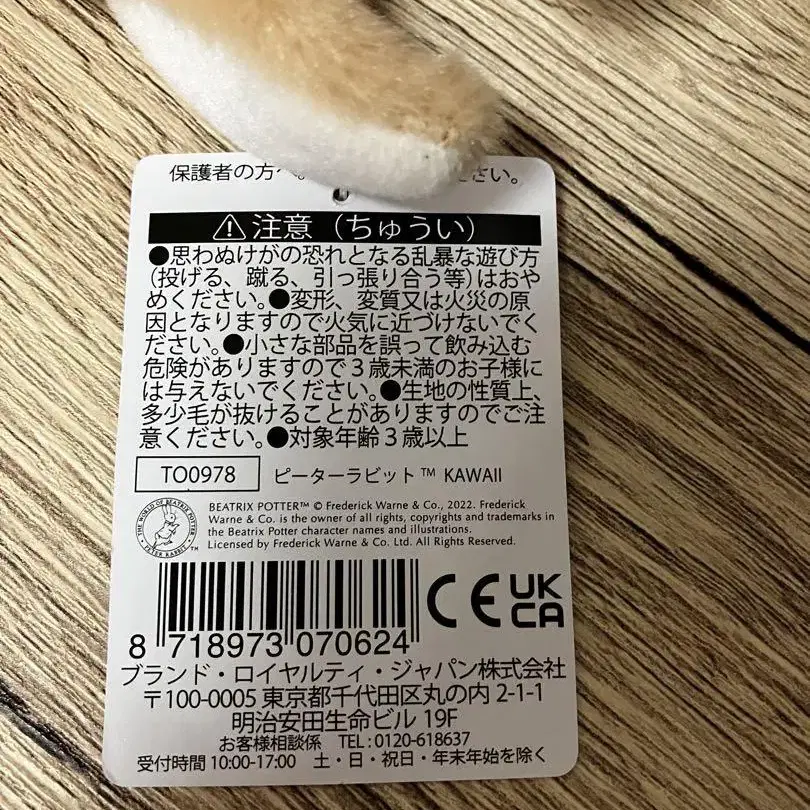 保護者の方へ。 さい。
⚠注意（ちゅうい）
●思わぬけがの恐れとなる乱暴な遊び方
(投げる、蹴る、引っ張り合う等)はおや
めください。●変形、変質又は火災の原
因となりますので火気に近づけないでく
ださい。●小さな部品を誤って飲み込む
危険がありますので３歳未満のお子様に
は与えないでください。●生地の性質上、
多少毛が抜けることがありますのでご注
意ください。●対象年齢３歳以上
TO0978 ピーターラビット™ KAWAII
BEATRIX POTTER™ © Frederick Warne & Co., 2022. Frederick
Warne & Co. is the owner of all rights, copyrights and trademarks in
the Beatrix Potter character names and illustrations.
Licensed by Frederick Warne & Co. Ltd. All Rights Reserved.
THE WORLD OF BEATRIX POTTER
PETER RABBIT ™
8 718973 070624
CE UK
CA
ブランド・ロイヤルティ・ジャパン株式会社
〒100-0005 東京都千代田区丸の内 2-1-1
明治安田生命ビル 19F
お客様相談係 TEL : 0120-618637
受付時間 10:00-17:00 土・日・祝日・年末年始を除く